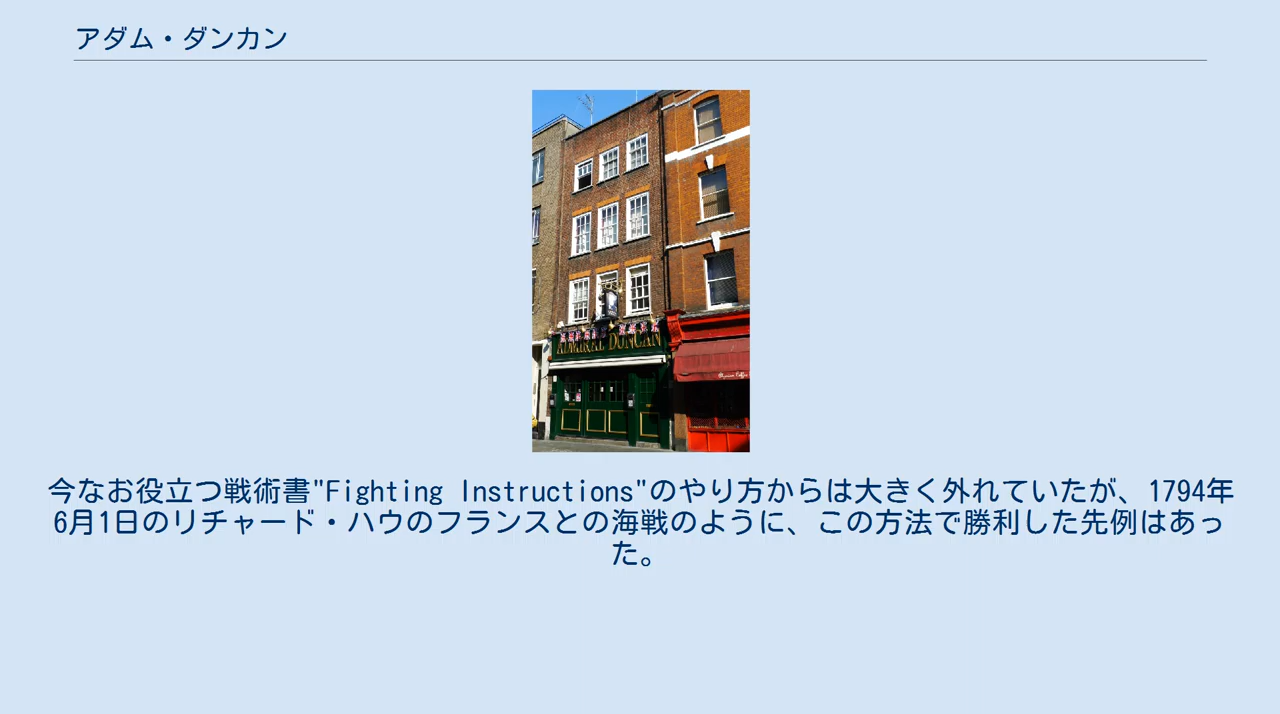 アダム・ダンカン
ADMIRAL DUNCAN
今なお役立つ戦術書"Fighting Instructions"のやり方からは大きく外れていたが、1794年
6月1日のリチャード・ハウのフランスとの海戦のように、この方法で勝利した先例はあっ
た。